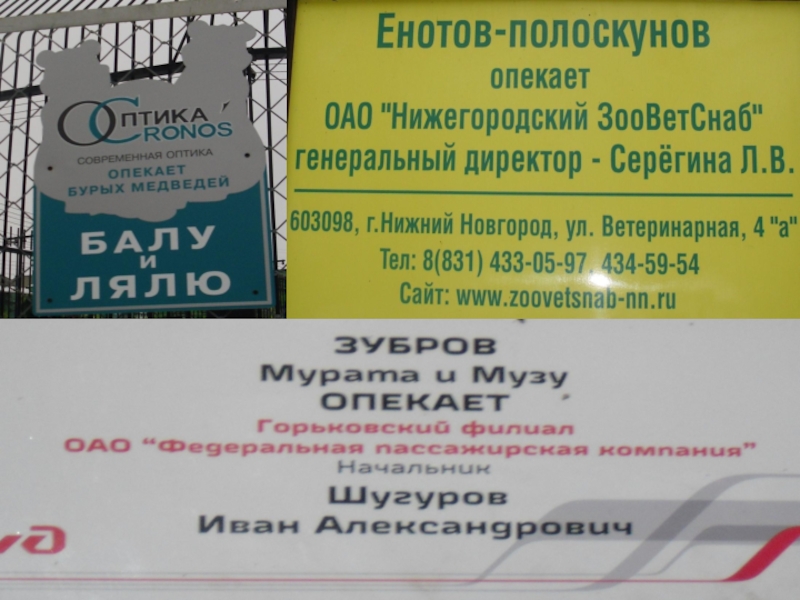 ОПТИКА
CRONOS
СОВРЕМЕННАЯ ОПТИКА
ОПЕКАЕТ
БУРЫХ МЕДВЕДЕЙ
БАЛУ
и
ЛЯЛЮ
Енотов-полоскунов
опекает
ОАО "Нижегородский ЗооВетСнаб"
генеральный директор - Серёгина Л.В.
603098, г.Нижний Новгород, ул. Ветеринарная, 4 "а"
Тел: 8(831) 433-05-97, 434-59-54
Сайт: www.zoovetsnab-nn.ru
ЗУБРОВ
Мурата и Музу
ОПЕКАЕТ
Горьковский филиал
ОАО “Федеральная пассажирская компания”
Начальник
Шугуров
Иван Александрович